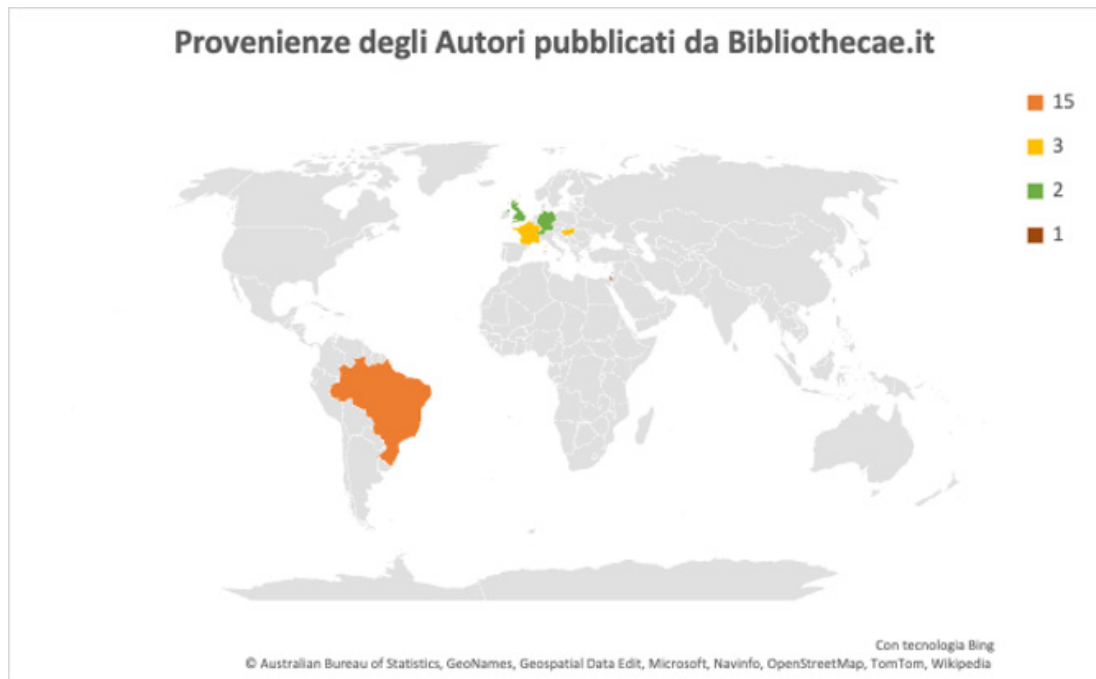 Provenienze degli Autori pubblicati da Bibliothecae.it
15
3
2
1
Con tecnologia Bing
© Australian Bureau of Statistics, GeoNames, Geospatial Data Edit, Microsoft, Navinfo, OpenStreetMap, TomTom, Wikipedia